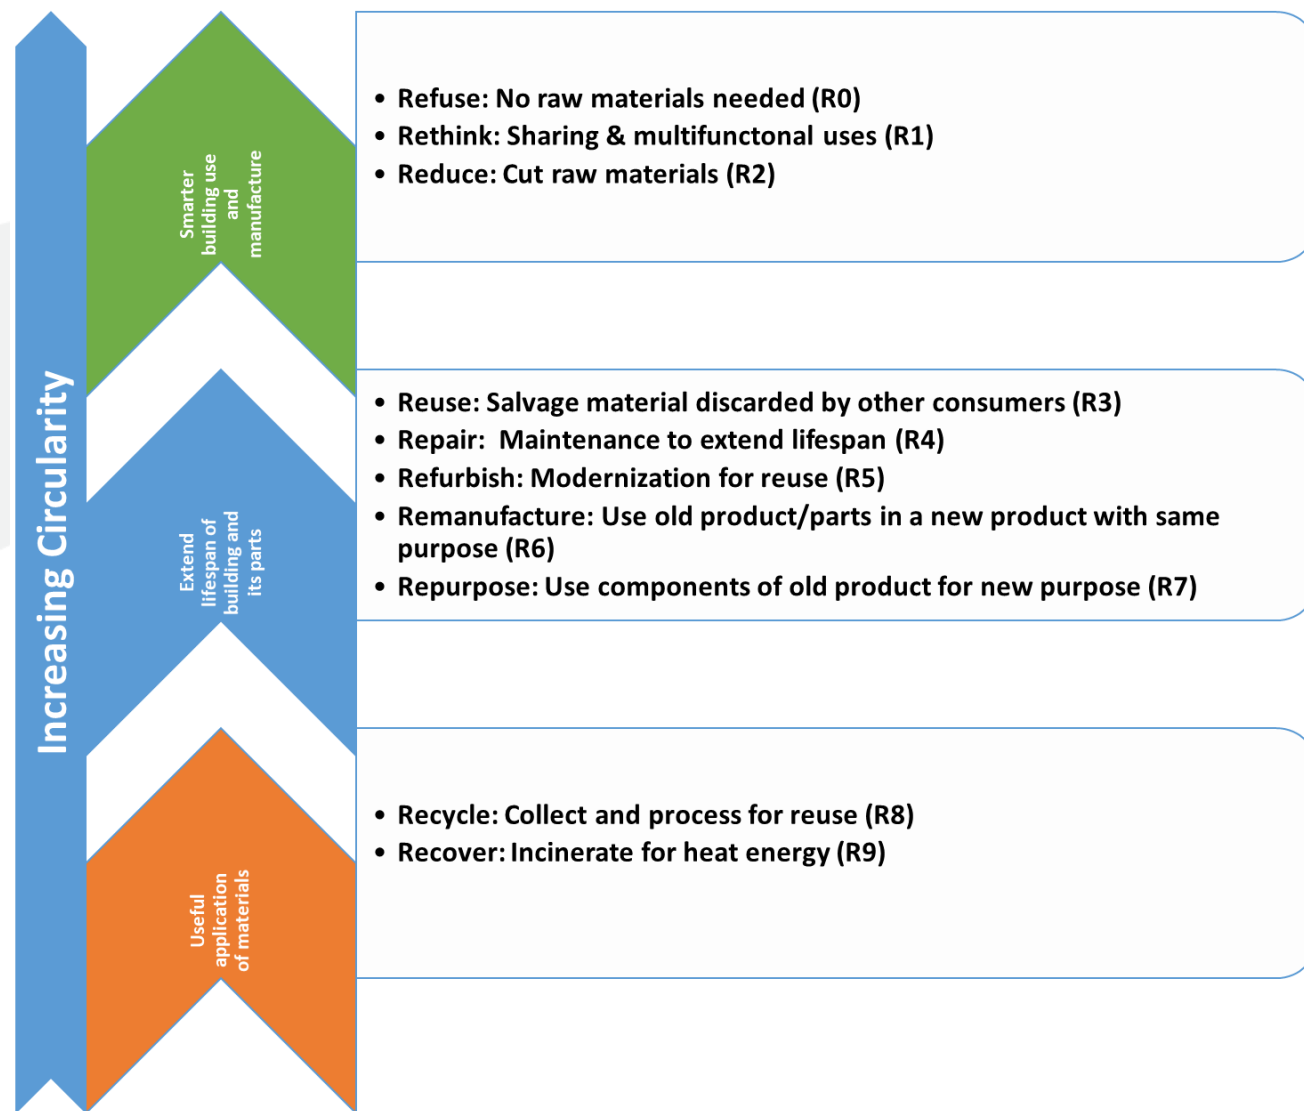 Increasing Circularity
Smarter
building use
and
manufacture
• Refuse: No raw materials needed (R0)
• Rethink: Sharing & multifunctonal uses (R1)
• Reduce: Cut raw materials (R2)
Extend
lifespan of
building and
its parts
• Reuse: Salvage material discarded by other consumers (R3)
• Repair:  Maintenance to extend lifespan (R4)
• Refurbish: Modernization for reuse (R5)
• Remanufacture: Use old product/parts in a new product with same
purpose (R6)
• Repurpose: Use components of old product for new purpose (R7)
Useful
application
of materials
• Recycle: Collect and process for reuse (R8)
• Recover: Incinerate for heat energy (R9)